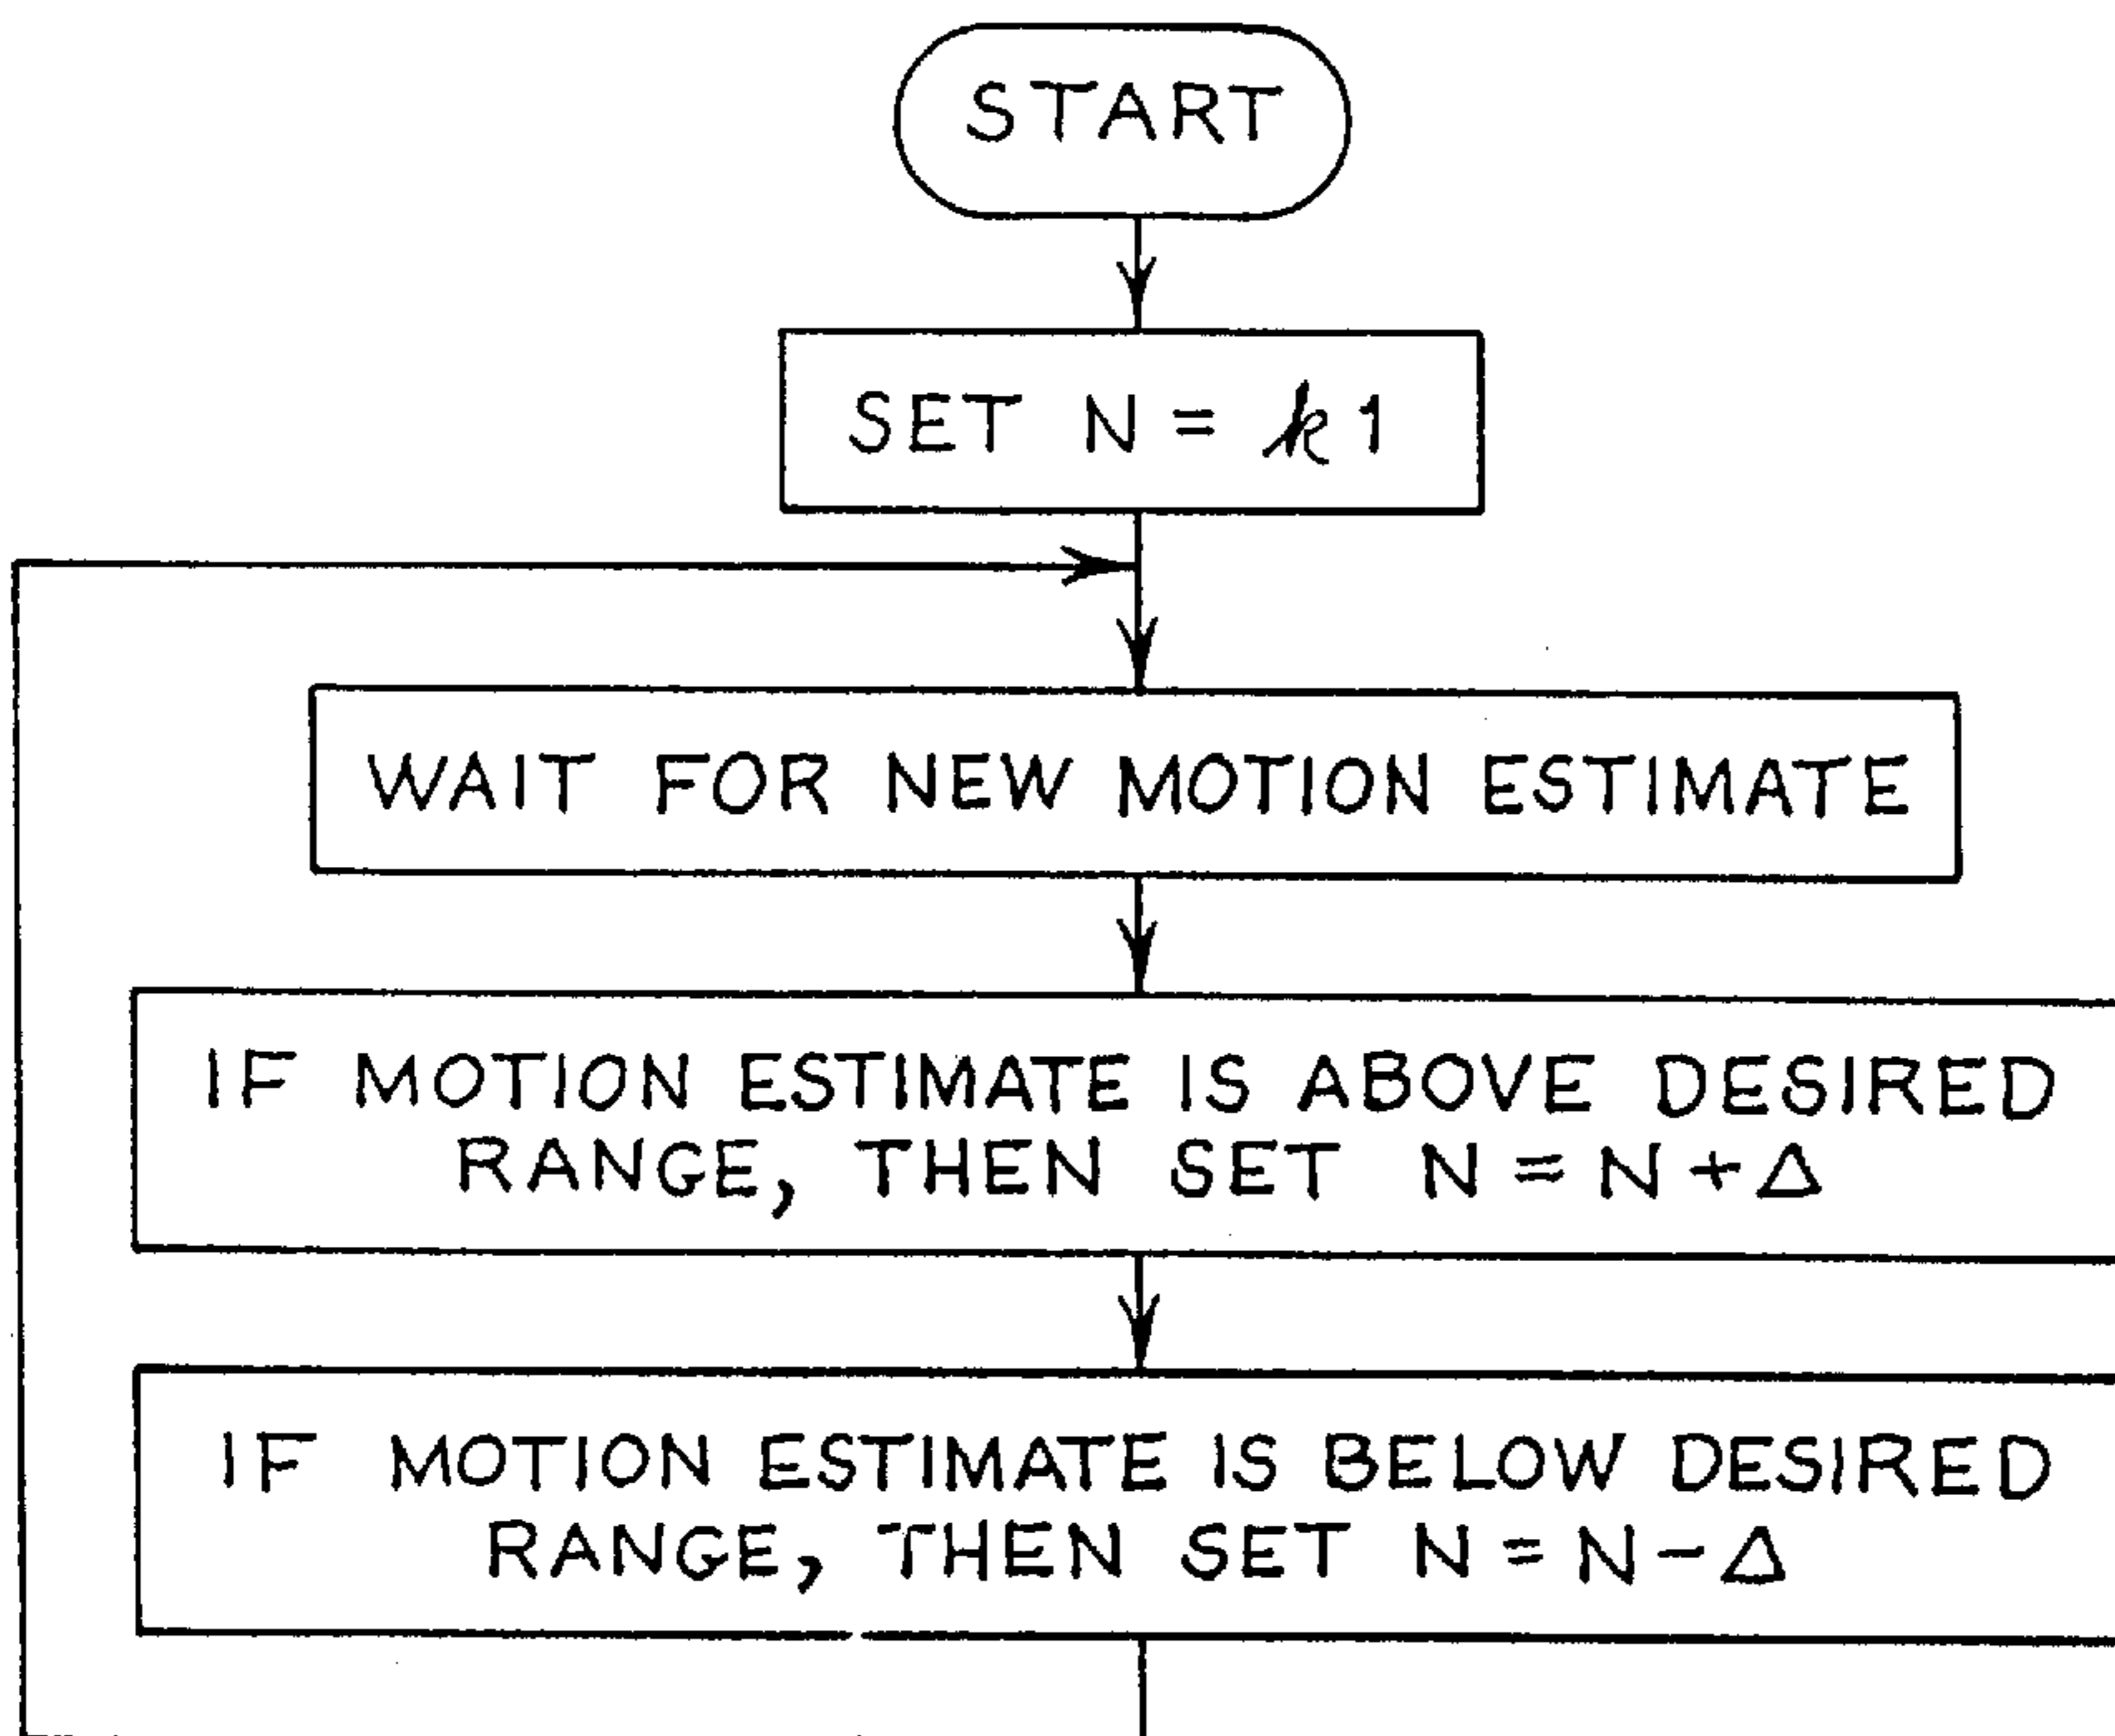 START
SET N = k1
WAIT FOR NEW MOTION ESTIMATE
IF MOTION ESTIMATE IS ABOVE DESIRED
RANGE, THEN SET N = N + Δ
IF MOTION ESTIMATE IS BELOW DESIRED
RANGE, THEN SET N = N - Δ